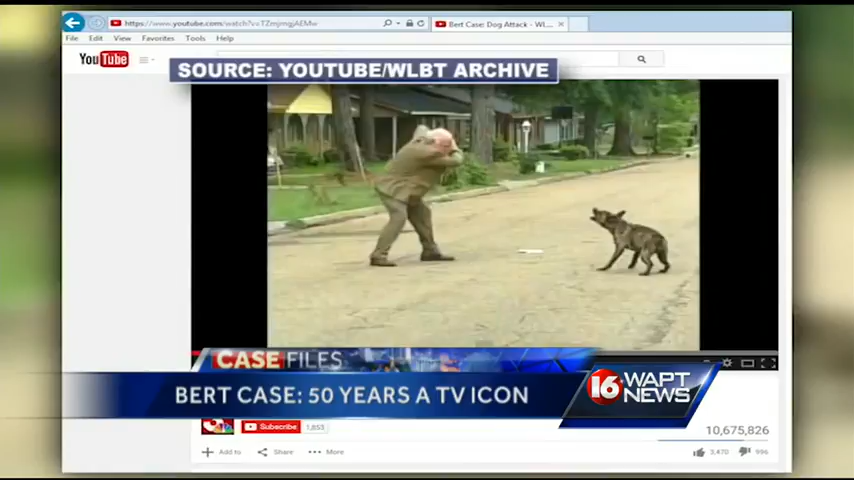 https://www.youtube.com/watch?v=TZmjmgjAEMw
Bert Case: Dog Attack - WL...
File Edit View Favorites Tools Help
YouTube
SOURCE: YOUTUBE/WLBT ARCHIVE
CASE FILES
BERT CASE: 50 YEARS A TV ICON
16 WAPT NEWS
Subscribe 1,853
10,675,826
Add to Share More 3,470 996